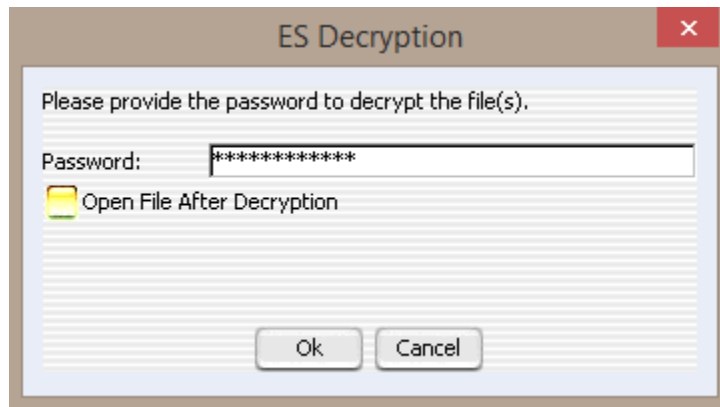 ES Decryption
Please provide the password to decrypt the file(s).
Password: ************
Open File After Decryption
Ok Cancel